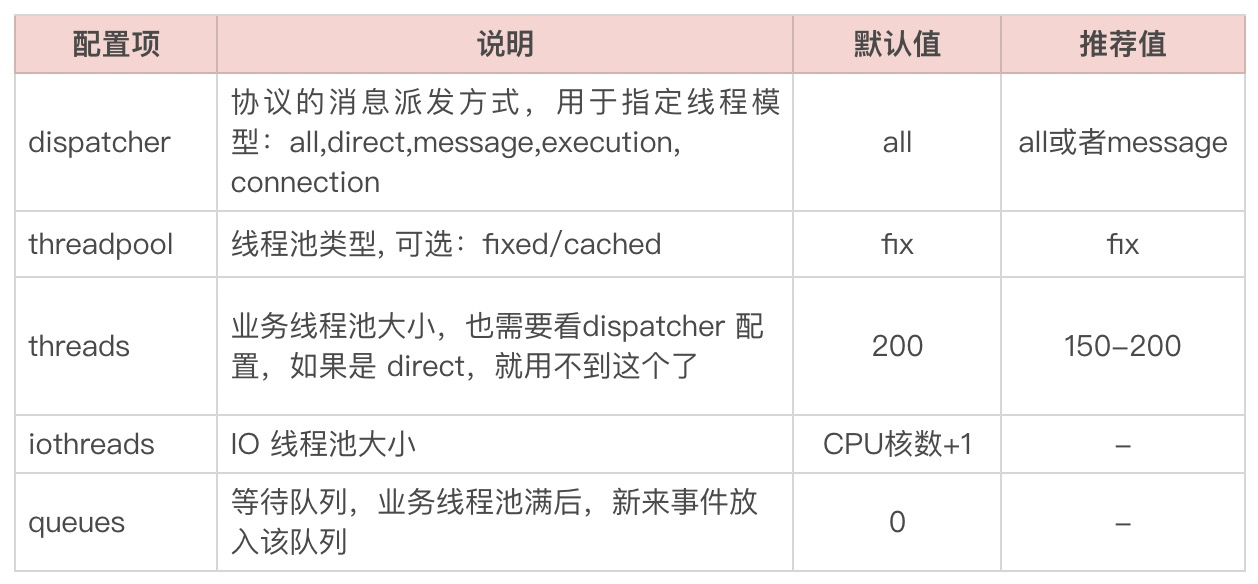 配置项 说明 默认值 推荐值
协议的消息派发方式，用于指定线程模
dispatcher 型：all,direct,message,execution, all all或者message
connection
threadpool 线程池类型, 可选：fixed/cached fix fix
业务线程池大小，也需要看dispatcher 配
threads 200 150–200
置，如果是 direct，就用不到这个了
iothreads IO 线程池大小 CPU核数+1 –
等待队列，业务线程池满后，新来事件放
queues 0 –
入该队列